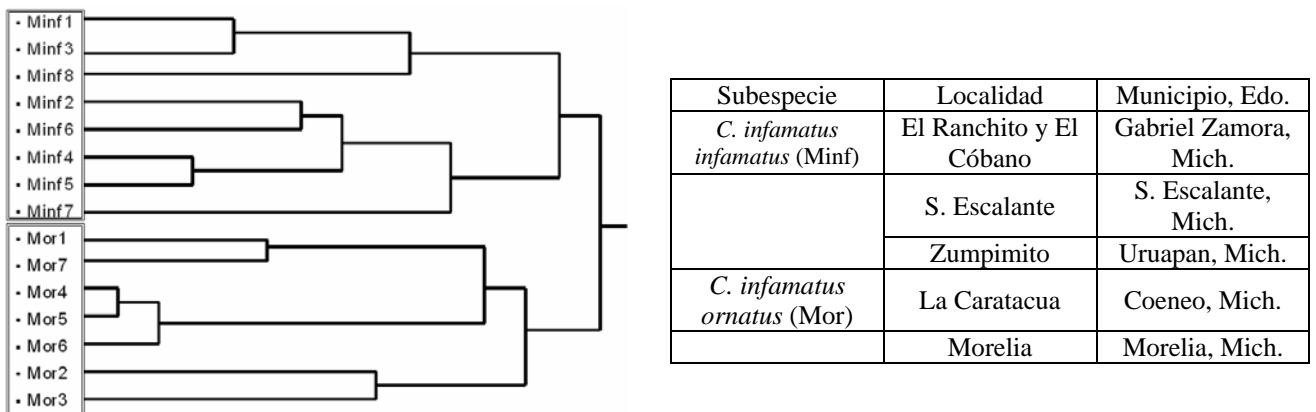 - Minf1
- Minf3
- Minf8
- Minf2
- Minf6
- Minf4
- Minf5
- Minf7
- Mor1
- Mor7
- Mor4
- Mor5
- Mor6
- Mor2
- Mor3
Subespecie Localidad Municipio, Edo.
C. infamatus El Ranchito y El Gabriel Zamora,
infamatus (Minf) Cóbano Mich.
S. Escalante S. Escalante,
Mich.
Zumpimito Uruapan, Mich.
C. infamatus La Caratacua Coeneo, Mich.
ornatus (Mor)
Morelia Morelia, Mich.